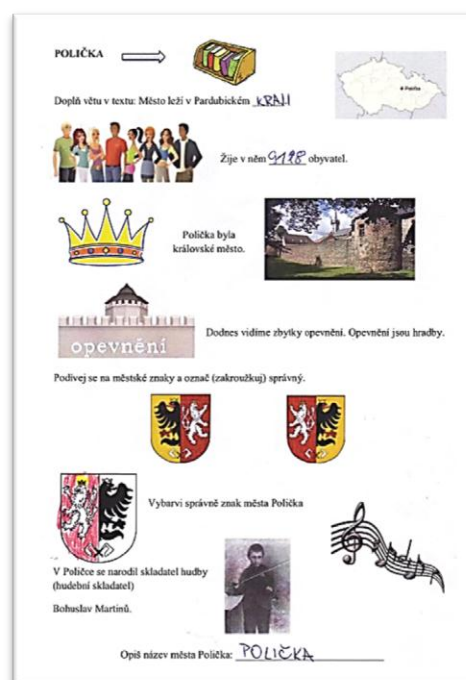 POLIČKA
Doplň větu v textu: Město leží v Pardubickém KRAJI
Žije v něm 9128 obyvatel.
Polička byla
královské město.
opevnění
Dodnes vidíme zbytky opevnění. Opevnění jsou hradby.
Podívej se na městské znaky a označ (zakroužkuj) správný.
Vybarvi správně znak města Polička
V Poličce se narodil skladatel hudby
(hudební skladatel)
Bohuslav Martinů.
Opiš název města Polička: POLIČKA